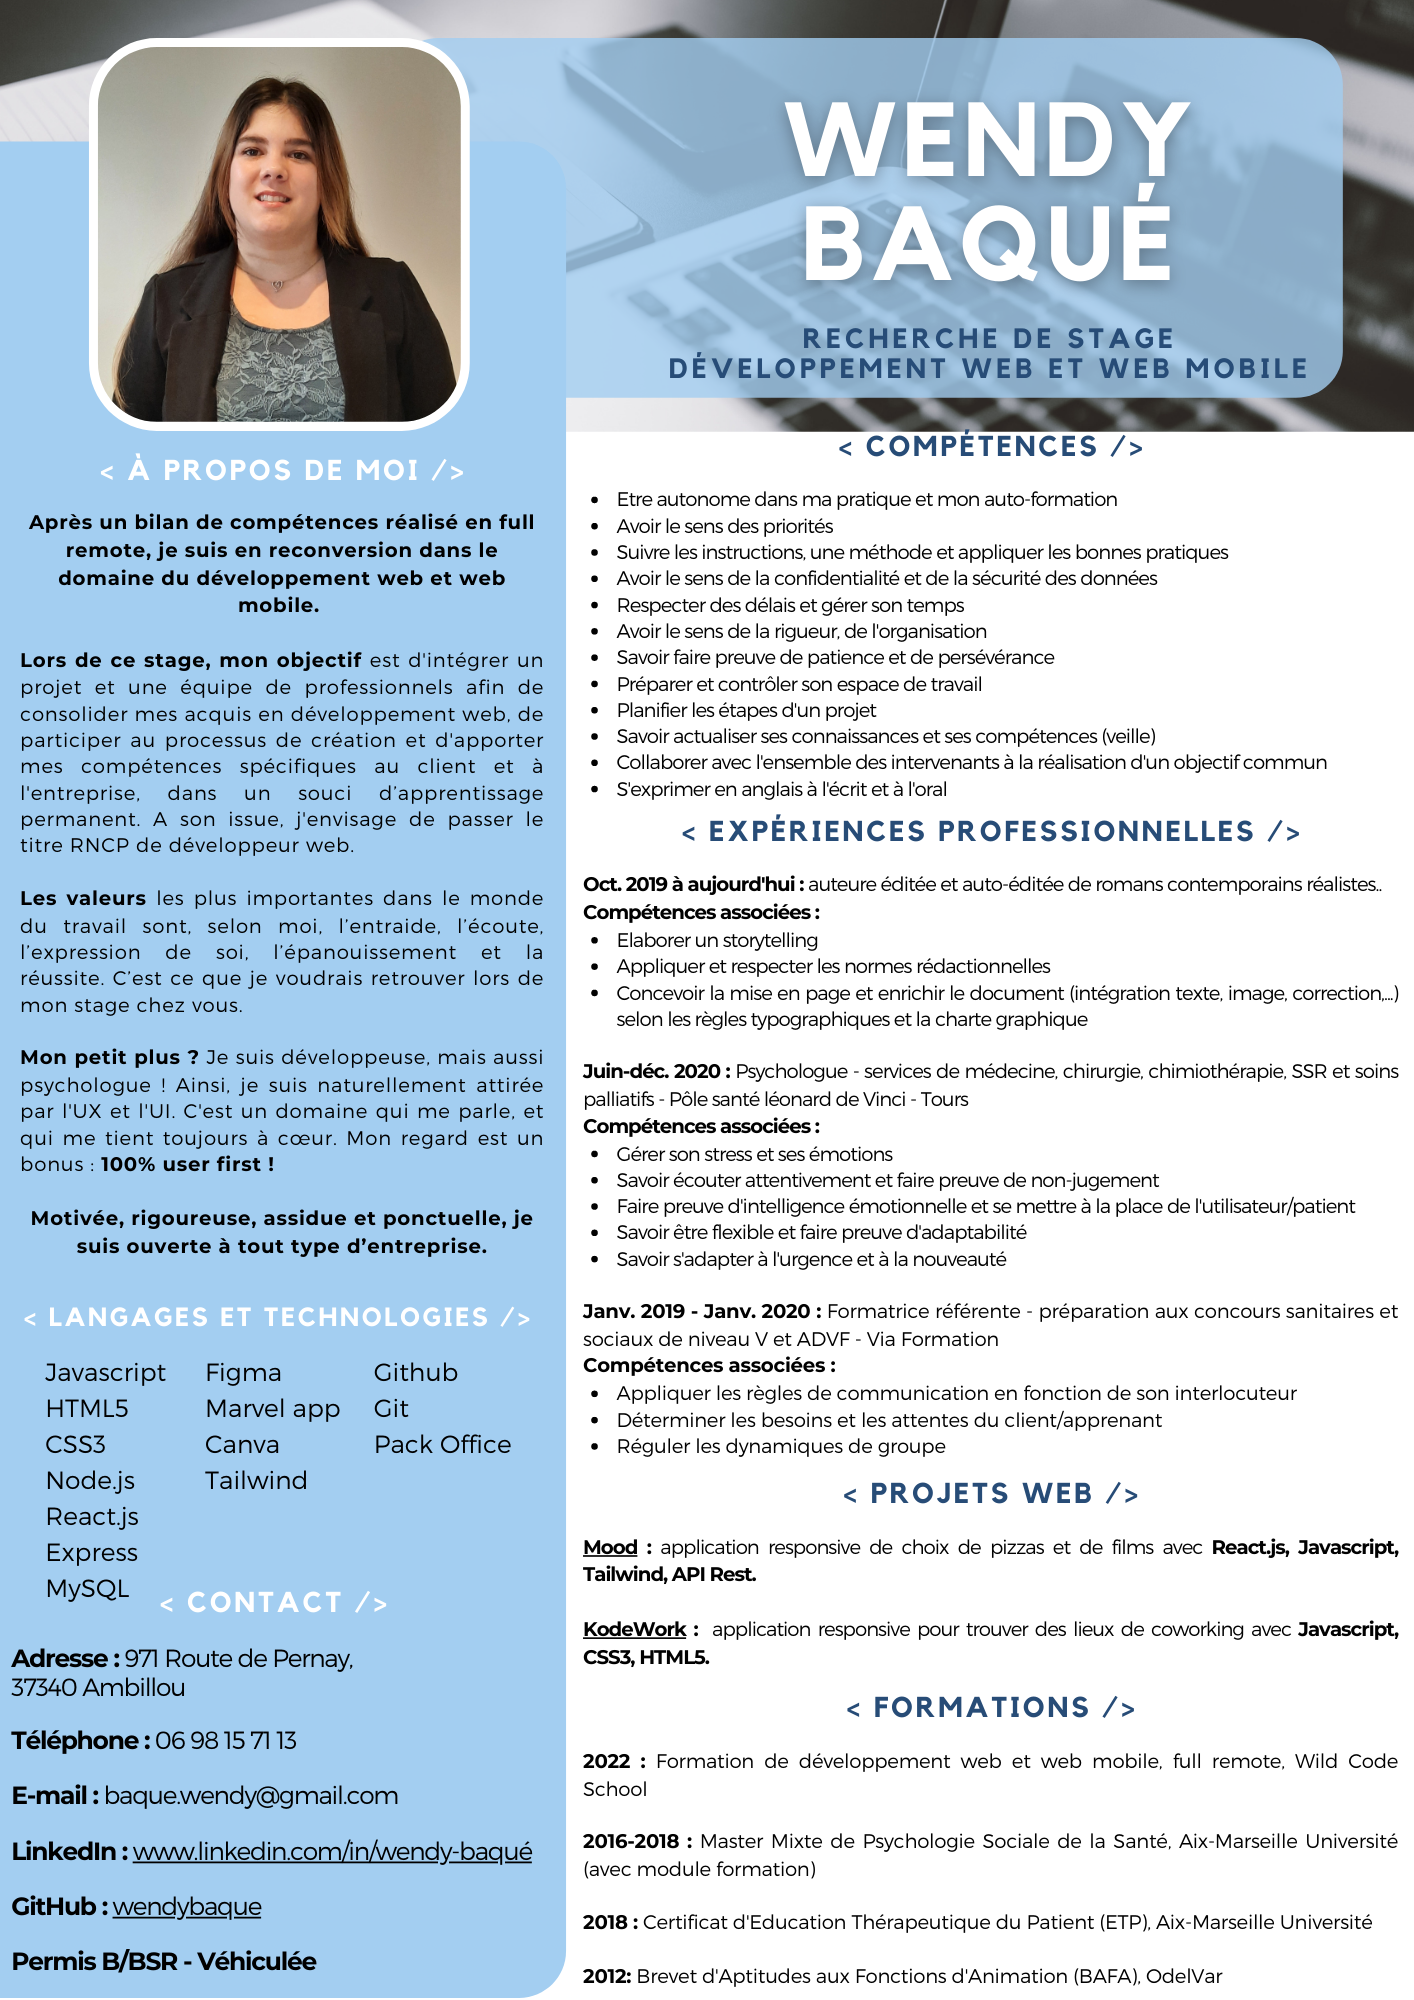 WENDY
BAQUÉ
RECHERCHE DE STAGE
DÉVELOPPEMENT WEB ET WEB MOBILE
< À PROPOS DE MOI />
Après un bilan de compétences réalisé en full
remote, je suis en reconversion dans le
domaine du développement web et web
mobile.
Lors de ce stage, mon objectif est d'intégrer un
projet et une équipe de professionnels afin de
consolider mes acquis en développement web, de
participer au processus de création et d'apporter
mes compétences spécifiques au client et à
l'entreprise, dans un souci d’apprentissage
permanent. A son issue, j'envisage de passer le
titre RNCP de développeur web.
Les valeurs les plus importantes dans le monde
du travail sont, selon moi, l’entraide, l’écoute,
l’expression de soi, l’épanouissement et la
réussite. C’est ce que je voudrais retrouver lors de
mon stage chez vous.
Mon petit plus ? Je suis développeuse, mais aussi
psychologue ! Ainsi, je suis naturellement attirée
par l'UX et l'UI. C'est un domaine qui me parle, et
qui me tient toujours à cœur. Mon regard est un
bonus : 100% user first !
Motivée, rigoureuse, assidue et ponctuelle, je
suis ouverte à tout type d’entreprise.
< LANGAGES ET TECHNOLOGIES />
Javascript
HTML5
CSS3
Node.js
React.js
Express
MySQL
Figma
Marvel app
Canva
Tailwind
Github
Git
Pack Office
< CONTACT />
Adresse : 971 Route de Pernay,
37340 Ambillou
Téléphone : 06 98 15 71 13
E-mail : baque.wendy@gmail.com
LinkedIn : www.linkedin.com/in/wendy-baqué
GitHub : wendybaque
Permis B/BSR - Véhiculée
< COMPÉTENCES />
• Etre autonome dans ma pratique et mon auto-formation
• Avoir le sens des priorités
• Suivre les instructions, une méthode et appliquer les bonnes pratiques
• Avoir le sens de la confidentialité et de la sécurité des données
• Respecter des délais et gérer son temps
• Avoir le sens de la rigueur, de l'organisation
• Savoir faire preuve de patience et de persévérance
• Préparer et contrôler son espace de travail
• Planifier les étapes d'un projet
• Savoir actualiser ses connaissances et ses compétences (veille)
• Collaborer avec l'ensemble des intervenants à la réalisation d'un objectif commun
• S'exprimer en anglais à l'écrit et à l'oral
< EXPÉRIENCES PROFESSIONNELLES />
Oct. 2019 à aujourd'hui : auteure éditée et auto-éditée de romans contemporains réalistes..
Compétences associées :
• Elaborer un storytelling
• Appliquer et respecter les normes rédactionnelles
• Concevoir la mise en page et enrichir le document (intégration texte, image, correction,...)
selon les règles typographiques et la charte graphique
Juin-déc. 2020 : Psychologue - services de médecine, chirurgie, chimiothérapie, SSR et soins
palliatifs - Pôle santé léonard de Vinci - Tours
Compétences associées :
• Gérer son stress et ses émotions
• Savoir écouter attentivement et faire preuve de non-jugement
• Faire preuve d'intelligence émotionnelle et se mettre à la place de l'utilisateur/patient
• Savoir être flexible et faire preuve d'adaptabilité
• Savoir s'adapter à l'urgence et à la nouveauté
Janv. 2019 - Janv. 2020 : Formatrice référente - préparation aux concours sanitaires et
sociaux de niveau V et ADVF - Via Formation
Compétences associées :
• Appliquer les règles de communication en fonction de son interlocuteur
• Déterminer les besoins et les attentes du client/apprenant
• Réguler les dynamiques de groupe
< PROJETS WEB />
Mood : application responsive de choix de pizzas et de films avec React.js, Javascript,
Tailwind, API Rest.
KodeWork : application responsive pour trouver des lieux de coworking avec Javascript,
CSS3, HTML5.
< FORMATIONS />
2022 : Formation de développement web et web mobile, full remote, Wild Code
School
2016-2018 : Master Mixte de Psychologie Sociale de la Santé, Aix-Marseille Université
(avec module formation)
2018 : Certificat d'Education Thérapeutique du Patient (ETP), Aix-Marseille Université
2012: Brevet d'Aptitudes aux Fonctions d'Animation (BAFA), OdelVar